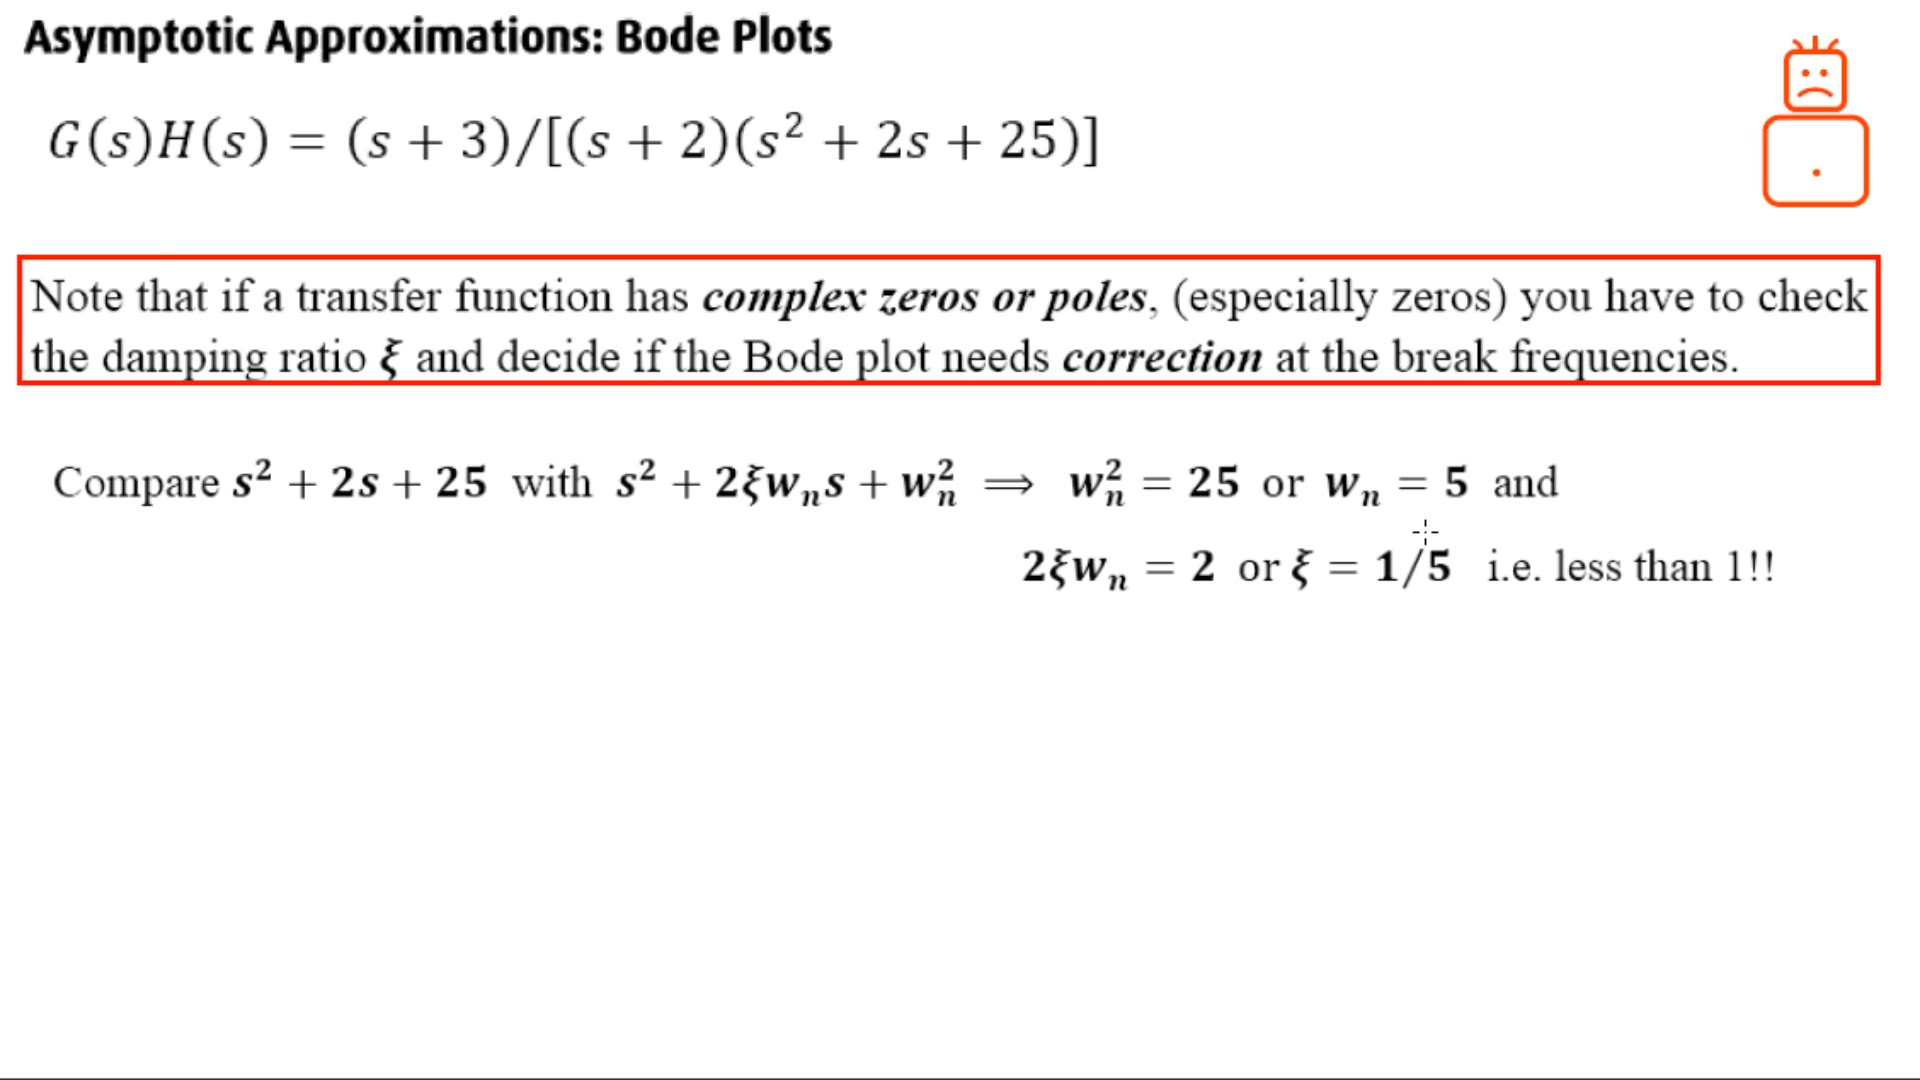 Asymptotic Approximations: Bode Plots
G(s)H(s) = (s + 3)/[(s + 2)(s² + 2s + 25)]
Note that if a transfer function has complex zeros or poles, (especially zeros) you have to check
the damping ratio ξ and decide if the Bode plot needs correction at the break frequencies.
Compare s² + 2s + 25 with s² + 2ξwₙs + wₙ² ⟹ wₙ² = 25 or wₙ = 5 and
2ξwₙ = 2 or ξ = 1/5 i.e. less than 1!!